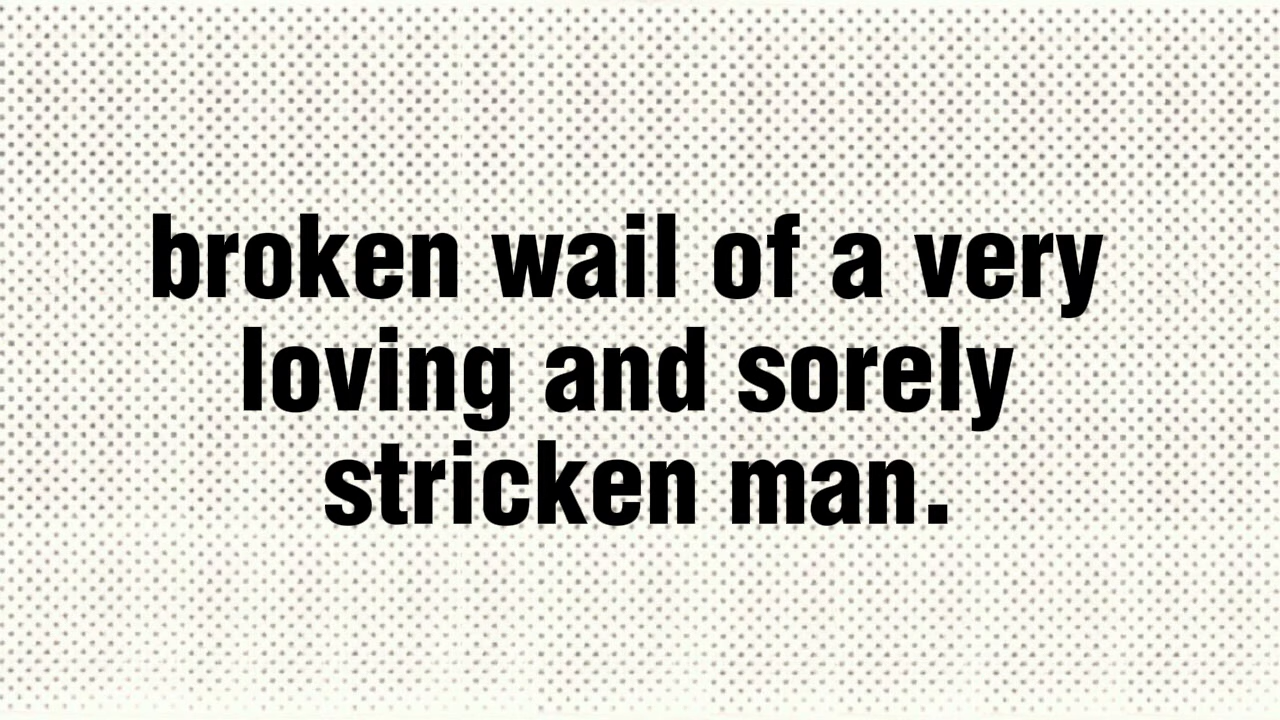 broken wail of a very
loving and sorely
stricken man.